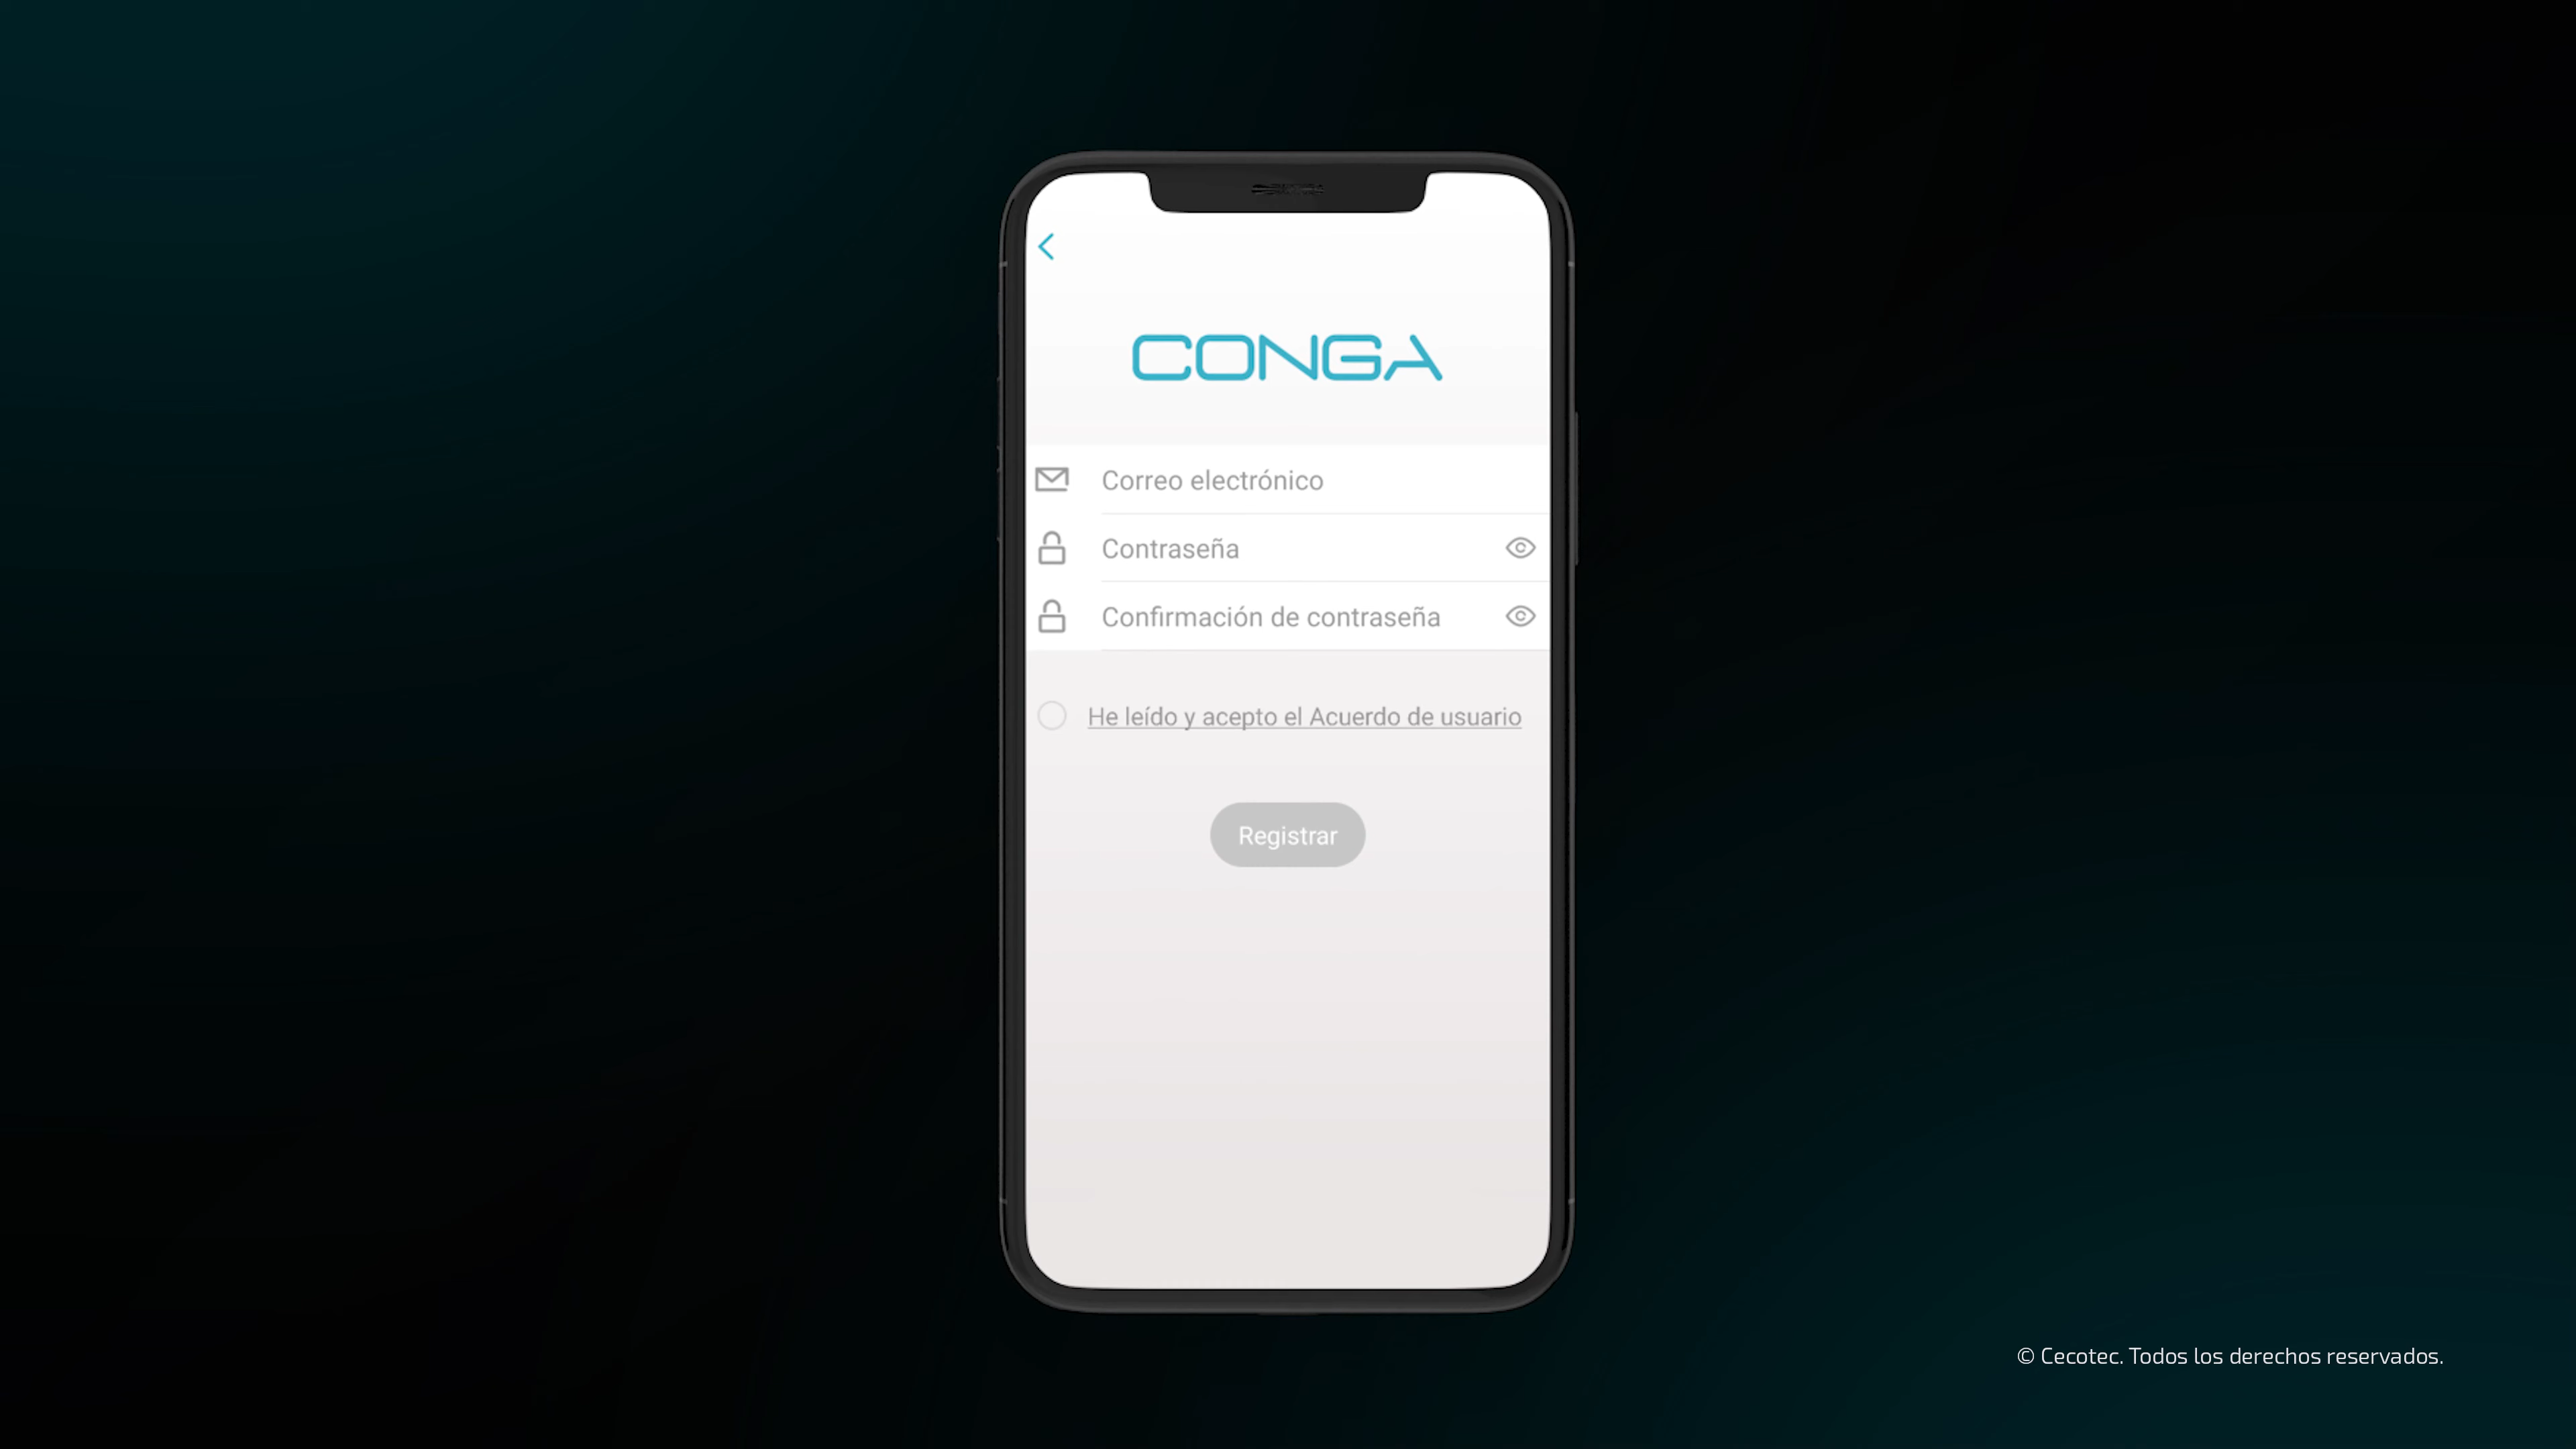 CONGA
Correo electrónico
Contraseña
Confirmación de contraseña
He leído y acepto el Acuerdo de usuario
Registrar
© Cecotec. Todos los derechos reservados.